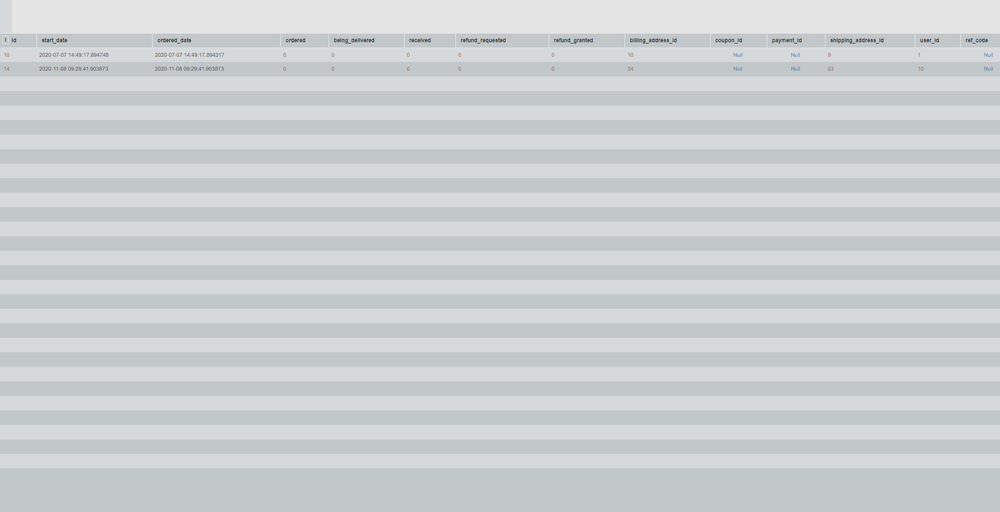 id start_date ordered_date ordered being_delivered received refund_requested refund_granted billing_address_id coupon_id payment_id shipping_address_id user_id ref_code
10 2020-07-07 14:49:17.894748 2020-07-07 14:49:17.894317 0 0 0 0 0 10 Null Null 9 1 Null
14 2020-11-08 09:29:41.903873 2020-11-08 09:29:41.903873 0 0 0 0 0 24 Null Null 23 10 Null